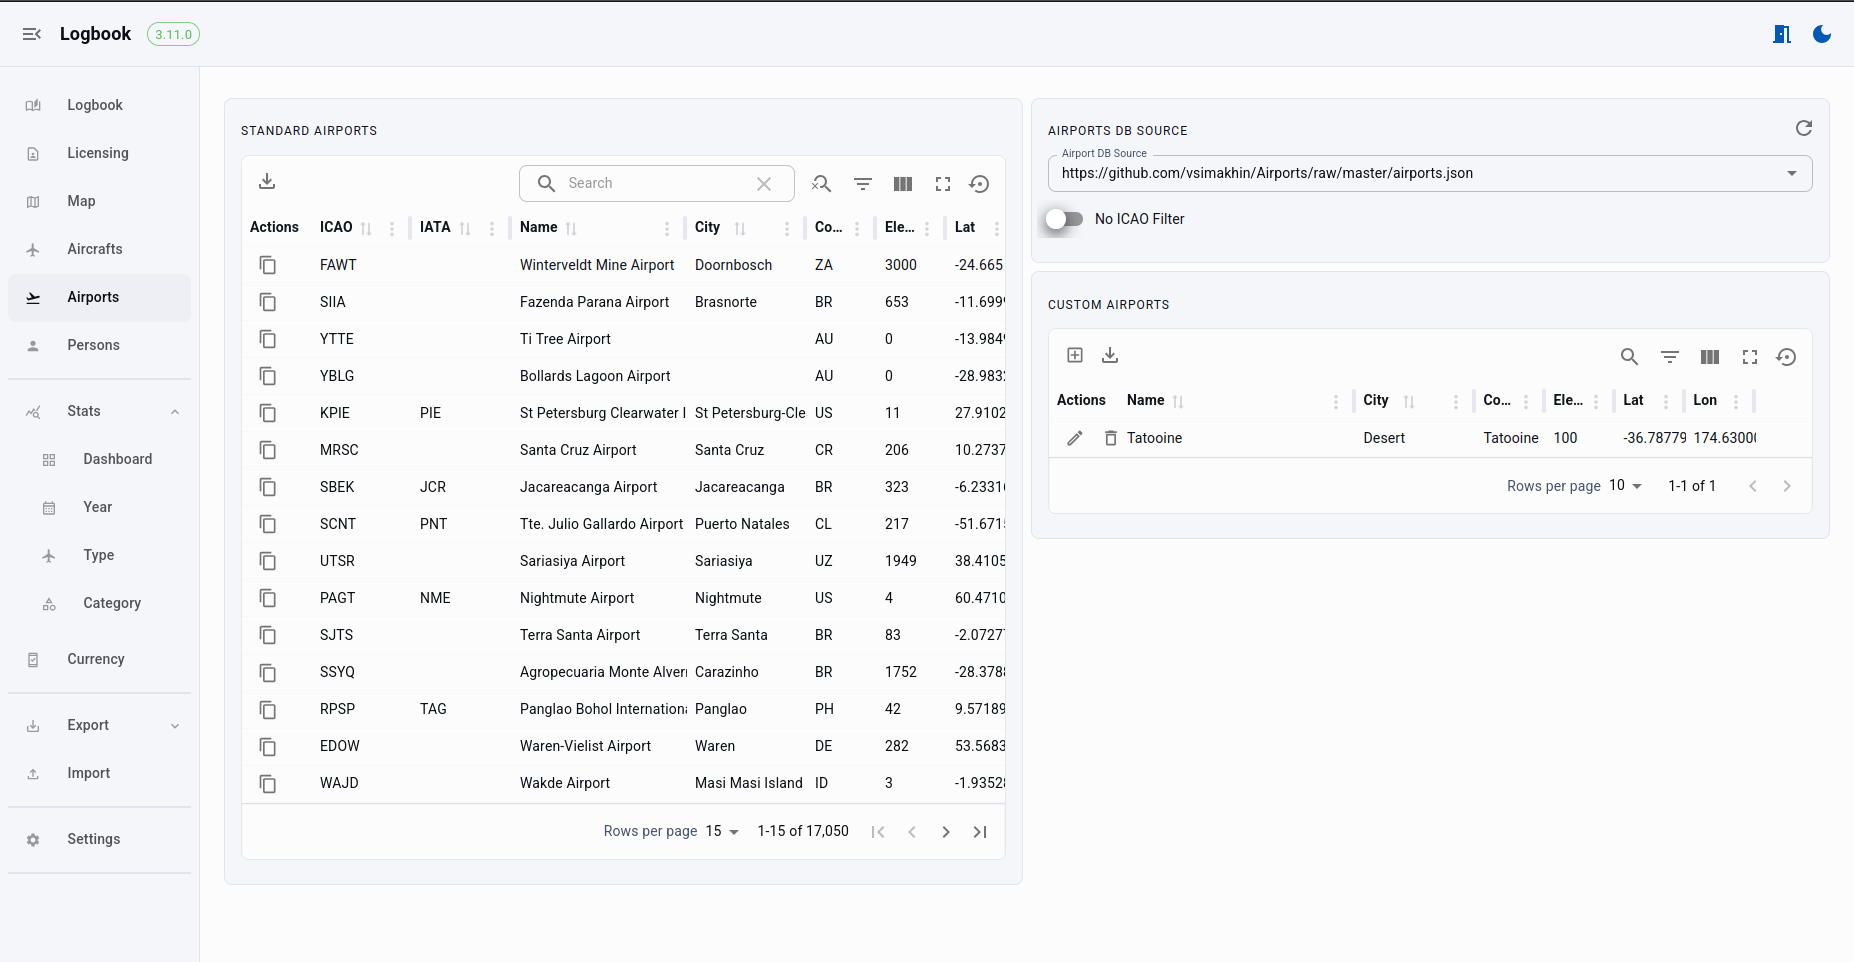 Logbook 3.11.0
Logbook
Licensing
Map
Aircrafts
Airports
Persons
Stats
Dashboard
Year
Type
Category
Currency
Export
Import
Settings
STANDARD AIRPORTS
Search
Actions ICAO IATA Name City Co... Ele... Lat
FAWT Winterveldt Mine Airport Doornbosch ZA 3000 -24.665
SIIA Fazenda Parana Airport Brasnorte BR 653 -11.699
YTTE Ti Tree Airport AU 0 -13.984
YBLG Bollards Lagoon Airport AU 0 -28.983
KPIE PIE St Petersburg Clearwater I St Petersburg-Cle US 11 27.9102
MRSC Santa Cruz Airport Santa Cruz CR 206 10.2737
SBEK JCR Jacareacanga Airport Jacareacanga BR 323 -6.2331
SCNT PNT Tte. Julio Gallardo Airport Puerto Natales CL 217 -51.671
UTSR Sariasiya Airport Sariasiya UZ 1949 38.4105
PAGT NME Nightmute Airport Nightmute US 4 60.4710
SJTS Terra Santa Airport Terra Santa BR 83 -2.0727
SSYQ Agropecuaria Monte Alver Carazinho BR 1752 -28.378
RPSP TAG Panglao Bohol Internation Panglao PH 42 9.57189
EDOW Waren-Vielist Airport Waren DE 282 53.5683
WAJD Wakde Airport Masi Masi Island ID 3 -1.9352
Rows per page 15 1-15 of 17,050
AIRPORTS DB SOURCE
Airport DB Source
https://github.com/vsimakhin/Airports/raw/master/airports.json
No ICAO Filter
CUSTOM AIRPORTS
Actions Name City Co... Ele... Lat Lon
Tatooine Desert Tatooine 100 -36.78779 174.6300
Rows per page 10 1-1 of 1